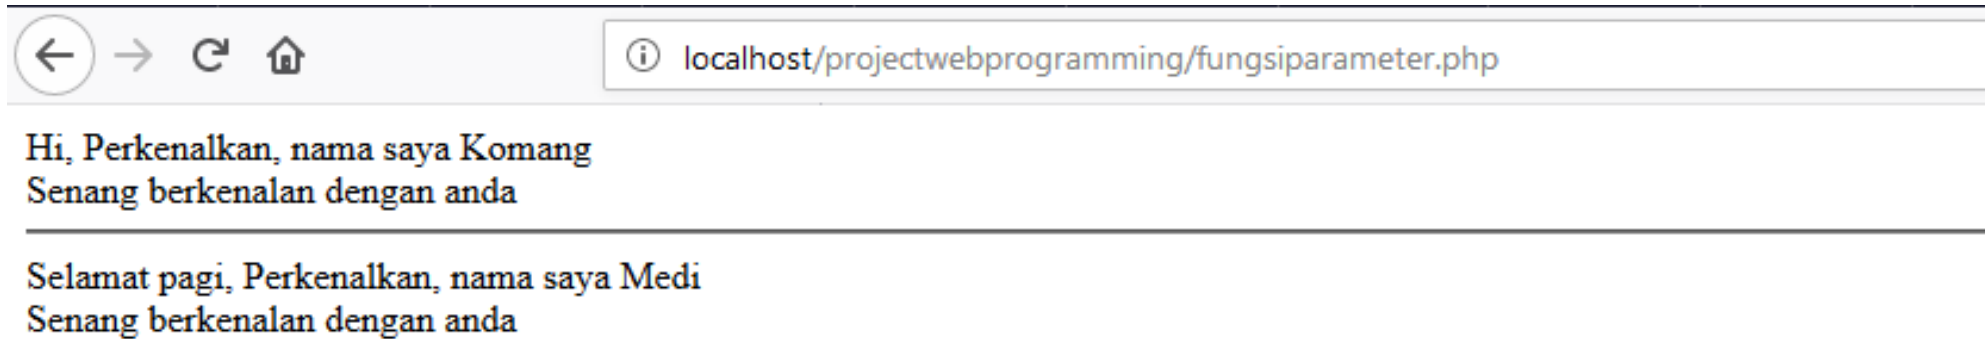 localhost/projectwebprogramming/fungsiparameter.php
Hi, Perkenalkan, nama saya Komang
Senang berkenalan dengan anda
Selamat pagi, Perkenalkan, nama saya Medi
Senang berkenalan dengan anda